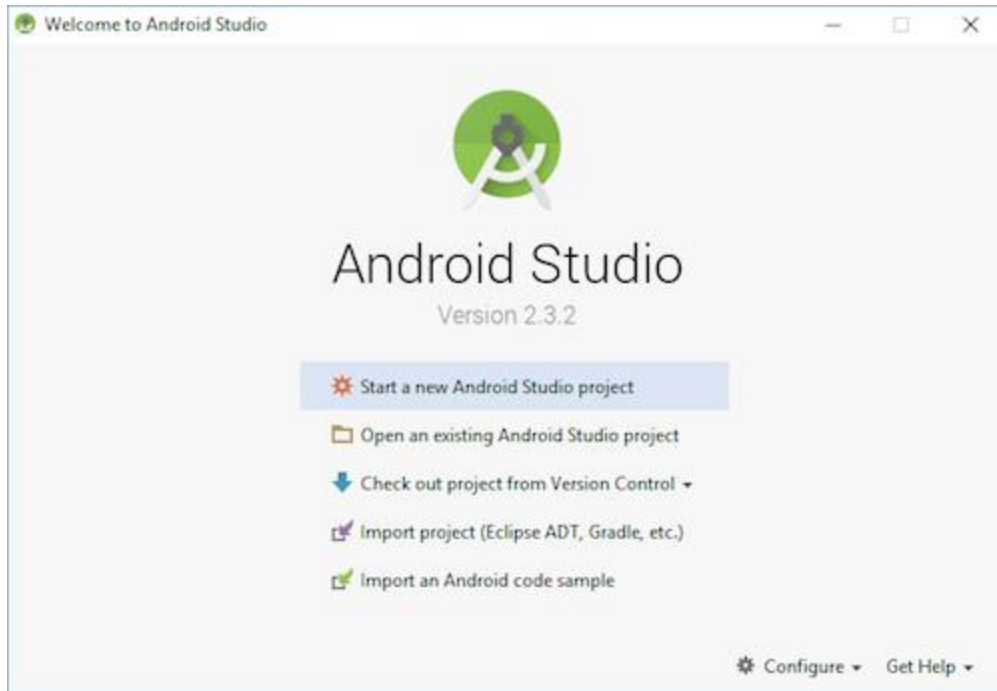 Welcome to Android Studio
Android Studio
Version 2.3.2
Start a new Android Studio project
Open an existing Android Studio project
Check out project from Version Control
Import project (Eclipse ADT, Gradle, etc.)
Import an Android code sample
Configure Get Help